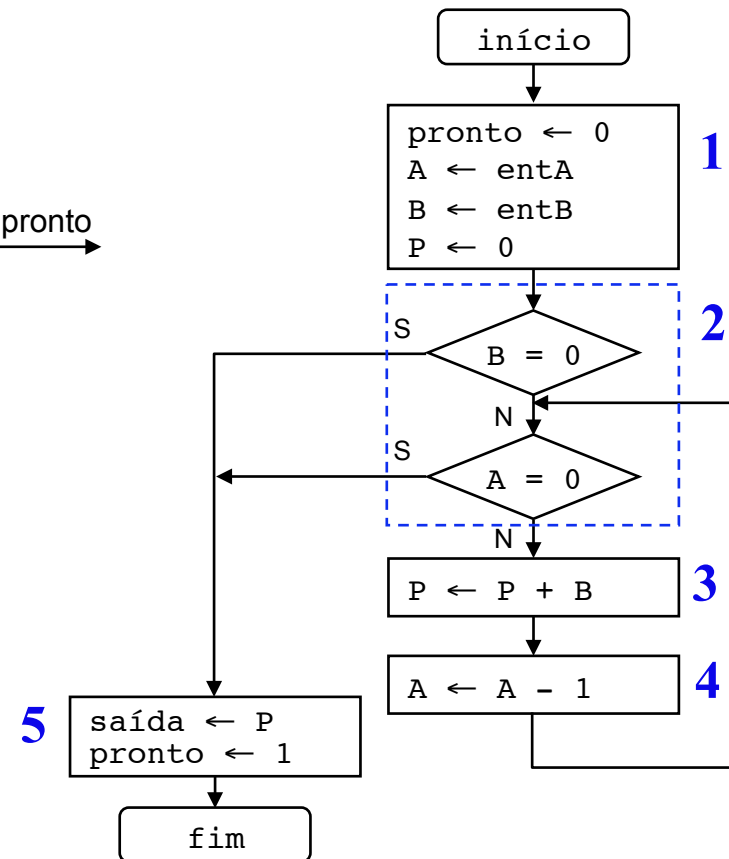 início
pronto ← 0
A ← entA
B ← entB
P ← 0
1
pronto
2
S
B = 0
N
S
A = 0
N
P ← P + B
3
A ← A - 1
4
5
saída ← P
pronto ← 1
fim